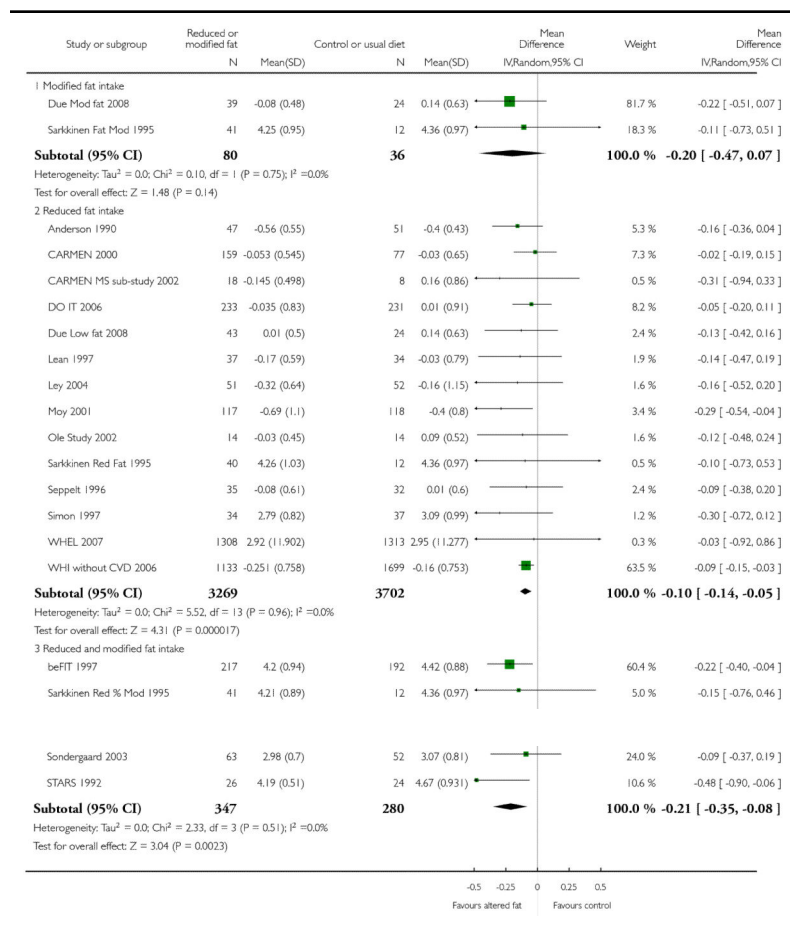 Study or subgroup Reduced or modified fat Control or usual diet Mean Difference Weight Mean Difference
N Mean(SD) N Mean(SD) IV,Random,95% CI IV,Random,95% CI
1 Modified fat intake
Due Mod fat 2008 39 -0.08 (0.48) 24 0.14 (0.63) 81.7 % -0.22 [ -0.51, 0.07 ]
Sarkkinen Fat Mod 1995 41 4.25 (0.95) 12 4.36 (0.97) 18.3 % -0.11 [ -0.73, 0.51 ]
Subtotal (95% CI) 80 36 100.0 % -0.20 [ -0.47, 0.07 ]
Heterogeneity: Tau² = 0.0; Chi² = 0.10, df = 1 (P = 0.75); I² =0.0%
Test for overall effect: Z = 1.48 (P = 0.14)
2 Reduced fat intake
Anderson 1990 47 -0.56 (0.55) 51 -0.4 (0.43) 5.3 % -0.16 [ -0.36, 0.04 ]
CARMEN 2000 159 -0.053 (0.545) 77 -0.03 (0.65) 7.3 % -0.02 [ -0.19, 0.15 ]
CARMEN MS sub-study 2002 18 -0.145 (0.498) 8 0.16 (0.86) 0.5 % -0.31 [ -0.94, 0.33 ]
DO IT 2006 233 -0.035 (0.83) 231 0.01 (0.91) 8.2 % -0.05 [ -0.20, 0.11 ]
Due Low fat 2008 43 0.01 (0.5) 24 0.14 (0.63) 2.4 % -0.13 [ -0.42, 0.16 ]
Lean 1997 37 -0.17 (0.59) 34 -0.03 (0.79) 1.9 % -0.14 [ -0.47, 0.19 ]
Ley 2004 51 -0.32 (0.64) 52 -0.16 (1.15) 1.6 % -0.16 [ -0.52, 0.20 ]
Moy 2001 117 -0.69 (1.1) 118 -0.4 (0.8) 3.4 % -0.29 [ -0.54, -0.04 ]
Ole Study 2002 14 -0.03 (0.45) 14 0.09 (0.52) 1.6 % -0.12 [ -0.48, 0.24 ]
Sarkkinen Red Fat 1995 40 4.26 (1.03) 12 4.36 (0.97) 0.5 % -0.10 [ -0.73, 0.53 ]
Seppelt 1996 35 -0.08 (0.61) 32 0.01 (0.6) 2.4 % -0.09 [ -0.38, 0.20 ]
Simon 1997 34 2.79 (0.82) 37 3.09 (0.99) 1.2 % -0.30 [ -0.72, 0.12 ]
WHEL 2007 1308 2.92 (11.902) 1313 2.95 (11.277) 0.3 % -0.03 [ -0.92, 0.86 ]
WHI without CVD 2006 1133 -0.251 (0.758) 1699 -0.16 (0.753) 63.5 % -0.09 [ -0.15, -0.03 ]
Subtotal (95% CI) 3269 3702 100.0 % -0.10 [ -0.14, -0.05 ]
Heterogeneity: Tau² = 0.0; Chi² = 5.52, df = 13 (P = 0.96); I² =0.0%
Test for overall effect: Z = 4.31 (P = 0.000017)
3 Reduced and modified fat intake
beFIT 1997 217 4.2 (0.94) 192 4.42 (0.88) 60.4 % -0.22 [ -0.40, -0.04 ]
Sarkkinen Red % Mod 1995 41 4.21 (0.89) 12 4.36 (0.97) 5.0 % -0.15 [ -0.76, 0.46 ]
Sondergaard 2003 63 2.98 (0.7) 52 3.07 (0.81) 24.0 % -0.09 [ -0.37, 0.19 ]
STARS 1992 26 4.19 (0.51) 24 4.67 (0.931) 10.6 % -0.48 [ -0.90, -0.06 ]
Subtotal (95% CI) 347 280 100.0 % -0.21 [ -0.35, -0.08 ]
Heterogeneity: Tau² = 0.0; Chi² = 2.33, df = 3 (P = 0.51); I² =0.0%
Test for overall effect: Z = 3.04 (P = 0.0023)
-0.5 -0.25 0 0.25 0.5
Favours altered fat Favours control